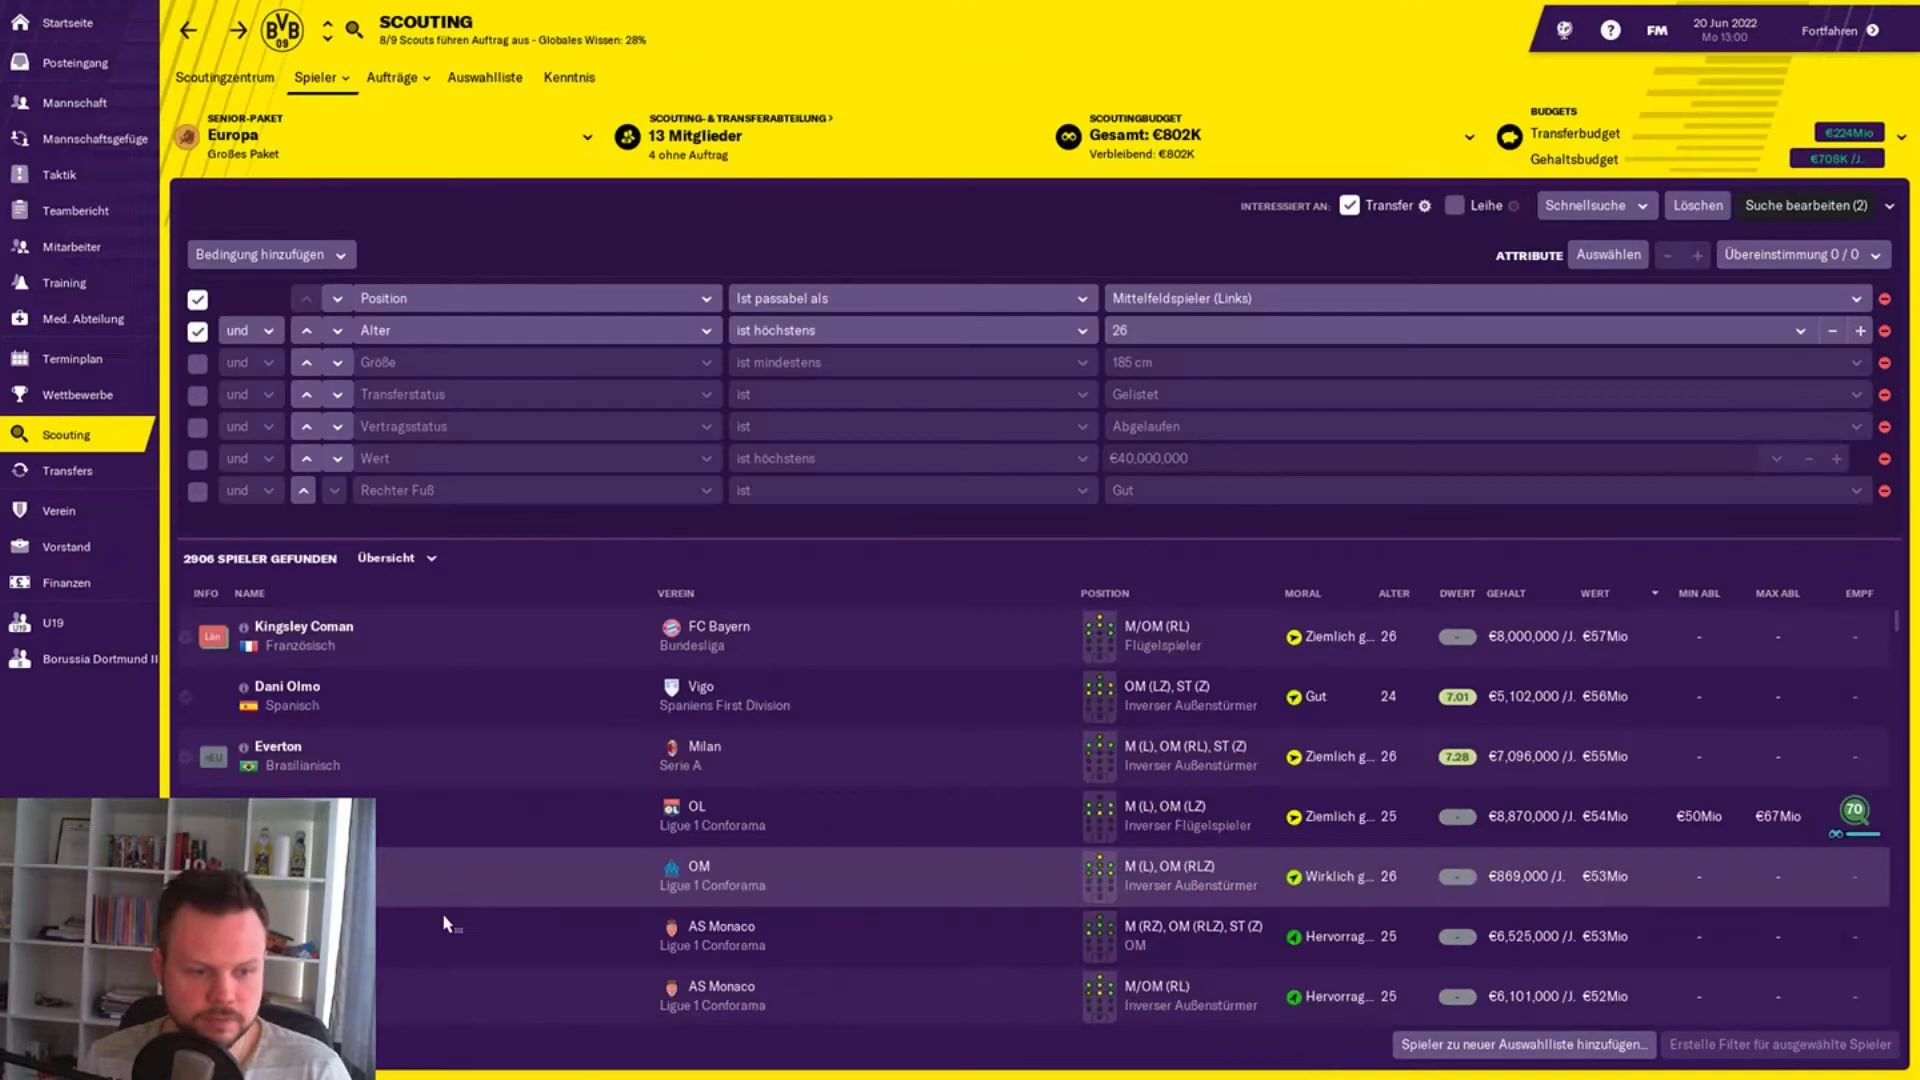 Startseite
Posteingang
Mannschaft
Mannschaftsgefüge
Taktik
Teambericht
Mitarbeiter
Training
Med. Abteilung
Terminplan
Wettbewerbe
Scouting
Transfers
Verein
Vorstand
Finanzen
U19
Borussia Dortmund II
BVB 09
SCOUTING
8/9 Scouts führen Auftrag aus - Globales Wissen: 28%
FM
20 Jun 2022
Mo 13:00
Fortfahren
Scoutingzentrum Spieler Aufträge Auswahlliste Kenntnis
SENIOR-PAKET
Europa
Großes Paket
SCOUTING- & TRANSFERABTEILUNG >
13 Mitglieder
4 ohne Auftrag
SCOUTINGBUDGET
Gesamt: €802K
Verbleibend: €802K
BUDGETS
Transferbudget €224Mio
Gehaltsbudget €708K /J.
INTERESSIERT AN: Transfer Leihe Schnellsuche Löschen Suche bearbeiten (2)
Bedingung hinzufügen ATTRIBUTE Auswählen - + Übereinstimmung 0 / 0
Position Ist passabel als Mittelfeldspieler (Links)
und Alter ist höchstens 26 - +
und Größe ist mindestens 185 cm
und Transferstatus ist Gelistet
und Vertragsstatus ist Abgelaufen
und Wert ist höchstens €40,000,000 - +
und Rechter Fuß ist Gut
2906 SPIELER GEFUNDEN Übersicht
INFO NAME VEREIN POSITION MORAL ALTER DWERT GEHALT WERT MIN ABL MAX ABL EMPF
Län Kingsley Coman FC Bayern M/OM (RL) Ziemlich g... 26 - €8,000,000 /J. €57Mio - - -
Französisch Bundesliga Flügelspieler
Dani Olmo Vigo OM (LZ), ST (Z) Gut 24 7.01 €5,102,000 /J. €56Mio - - -
Spanisch Spaniens First Division Inverser Außenstürmer
Everton Milan M (L), OM (RL), ST (Z) Ziemlich g... 26 7.28 €7,096,000 /J. €55Mio - - -
Brasilianisch Serie A Inverser Außenstürmer
OL M (L), OM (LZ) Ziemlich g... 25 - €8,870,000 /J. €54Mio €50Mio €67Mio 70
Ligue 1 Conforama Inverser Flügelspieler
OM M (L), OM (RLZ) Wirklich g... 26 - €869,000 /J. €53Mio - - -
Ligue 1 Conforama Inverser Außenstürmer
AS Monaco M (RZ), OM (RLZ), ST (Z) Hervorrag... 25 - €6,525,000 /J. €53Mio - - -
Ligue 1 Conforama OM
AS Monaco M/OM (RL) Hervorrag... 25 - €6,101,000 /J. €52Mio - - -
Ligue 1 Conforama Inverser Außenstürmer
Spieler zu neuer Auswahlliste hinzufügen... Erstelle Filter für ausgewählte Spieler